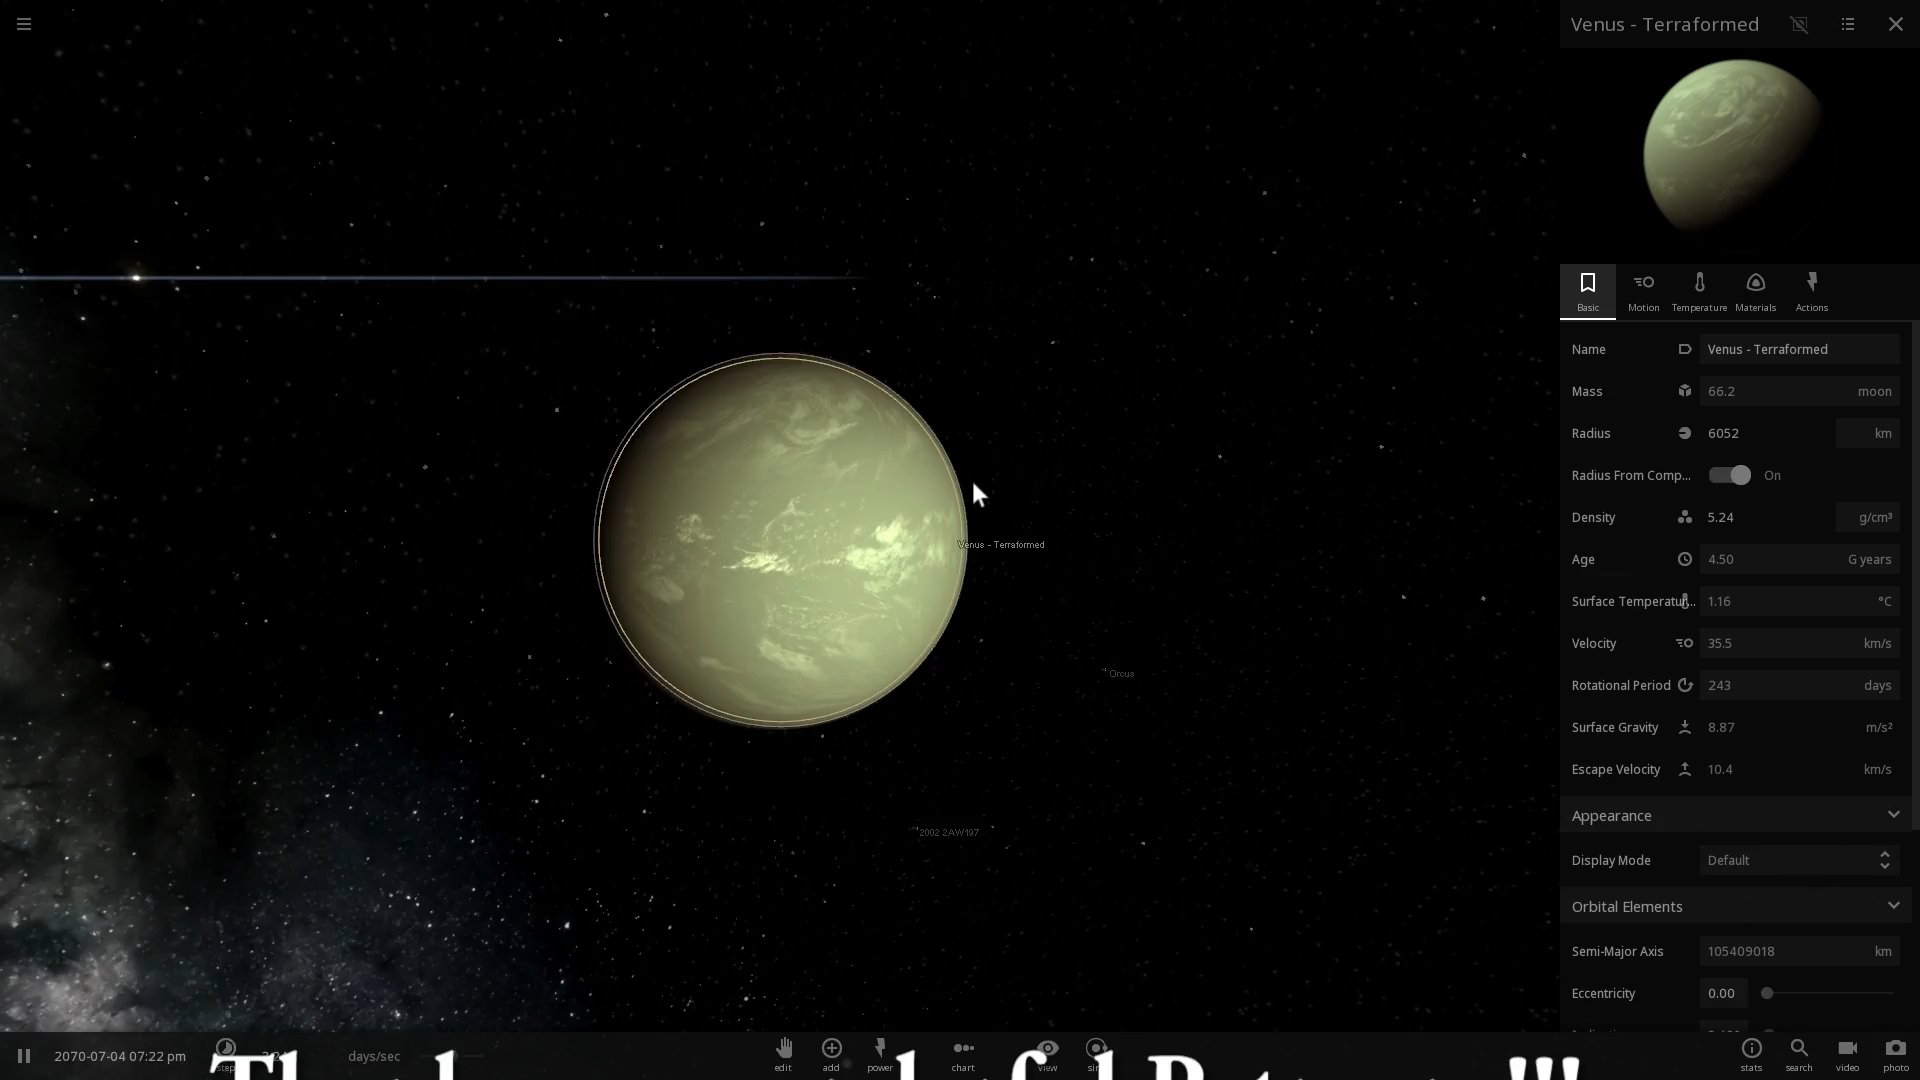 Venus - Terraformed
Basic
Motion
Temperature
Materials
Actions
Name Venus - Terraformed
Mass 66.2 moon
Radius 6052 km
Radius From Comp... On
Density 5.24 g/cm³
Age 4.50 G years
Surface Temperatur... 1.16 °C
Velocity 35.5 km/s
Rotational Period 243 days
Surface Gravity 8.87 m/s²
Escape Velocity 10.4 km/s
Appearance
Display Mode Default
Orbital Elements
Semi-Major Axis 105409018 km
Eccentricity 0.00
Venus - Terraformed
Orcus
2070-07-04 07:22 pm
step
days/sec
edit
add
power
chart
view
stats
search
video
photo